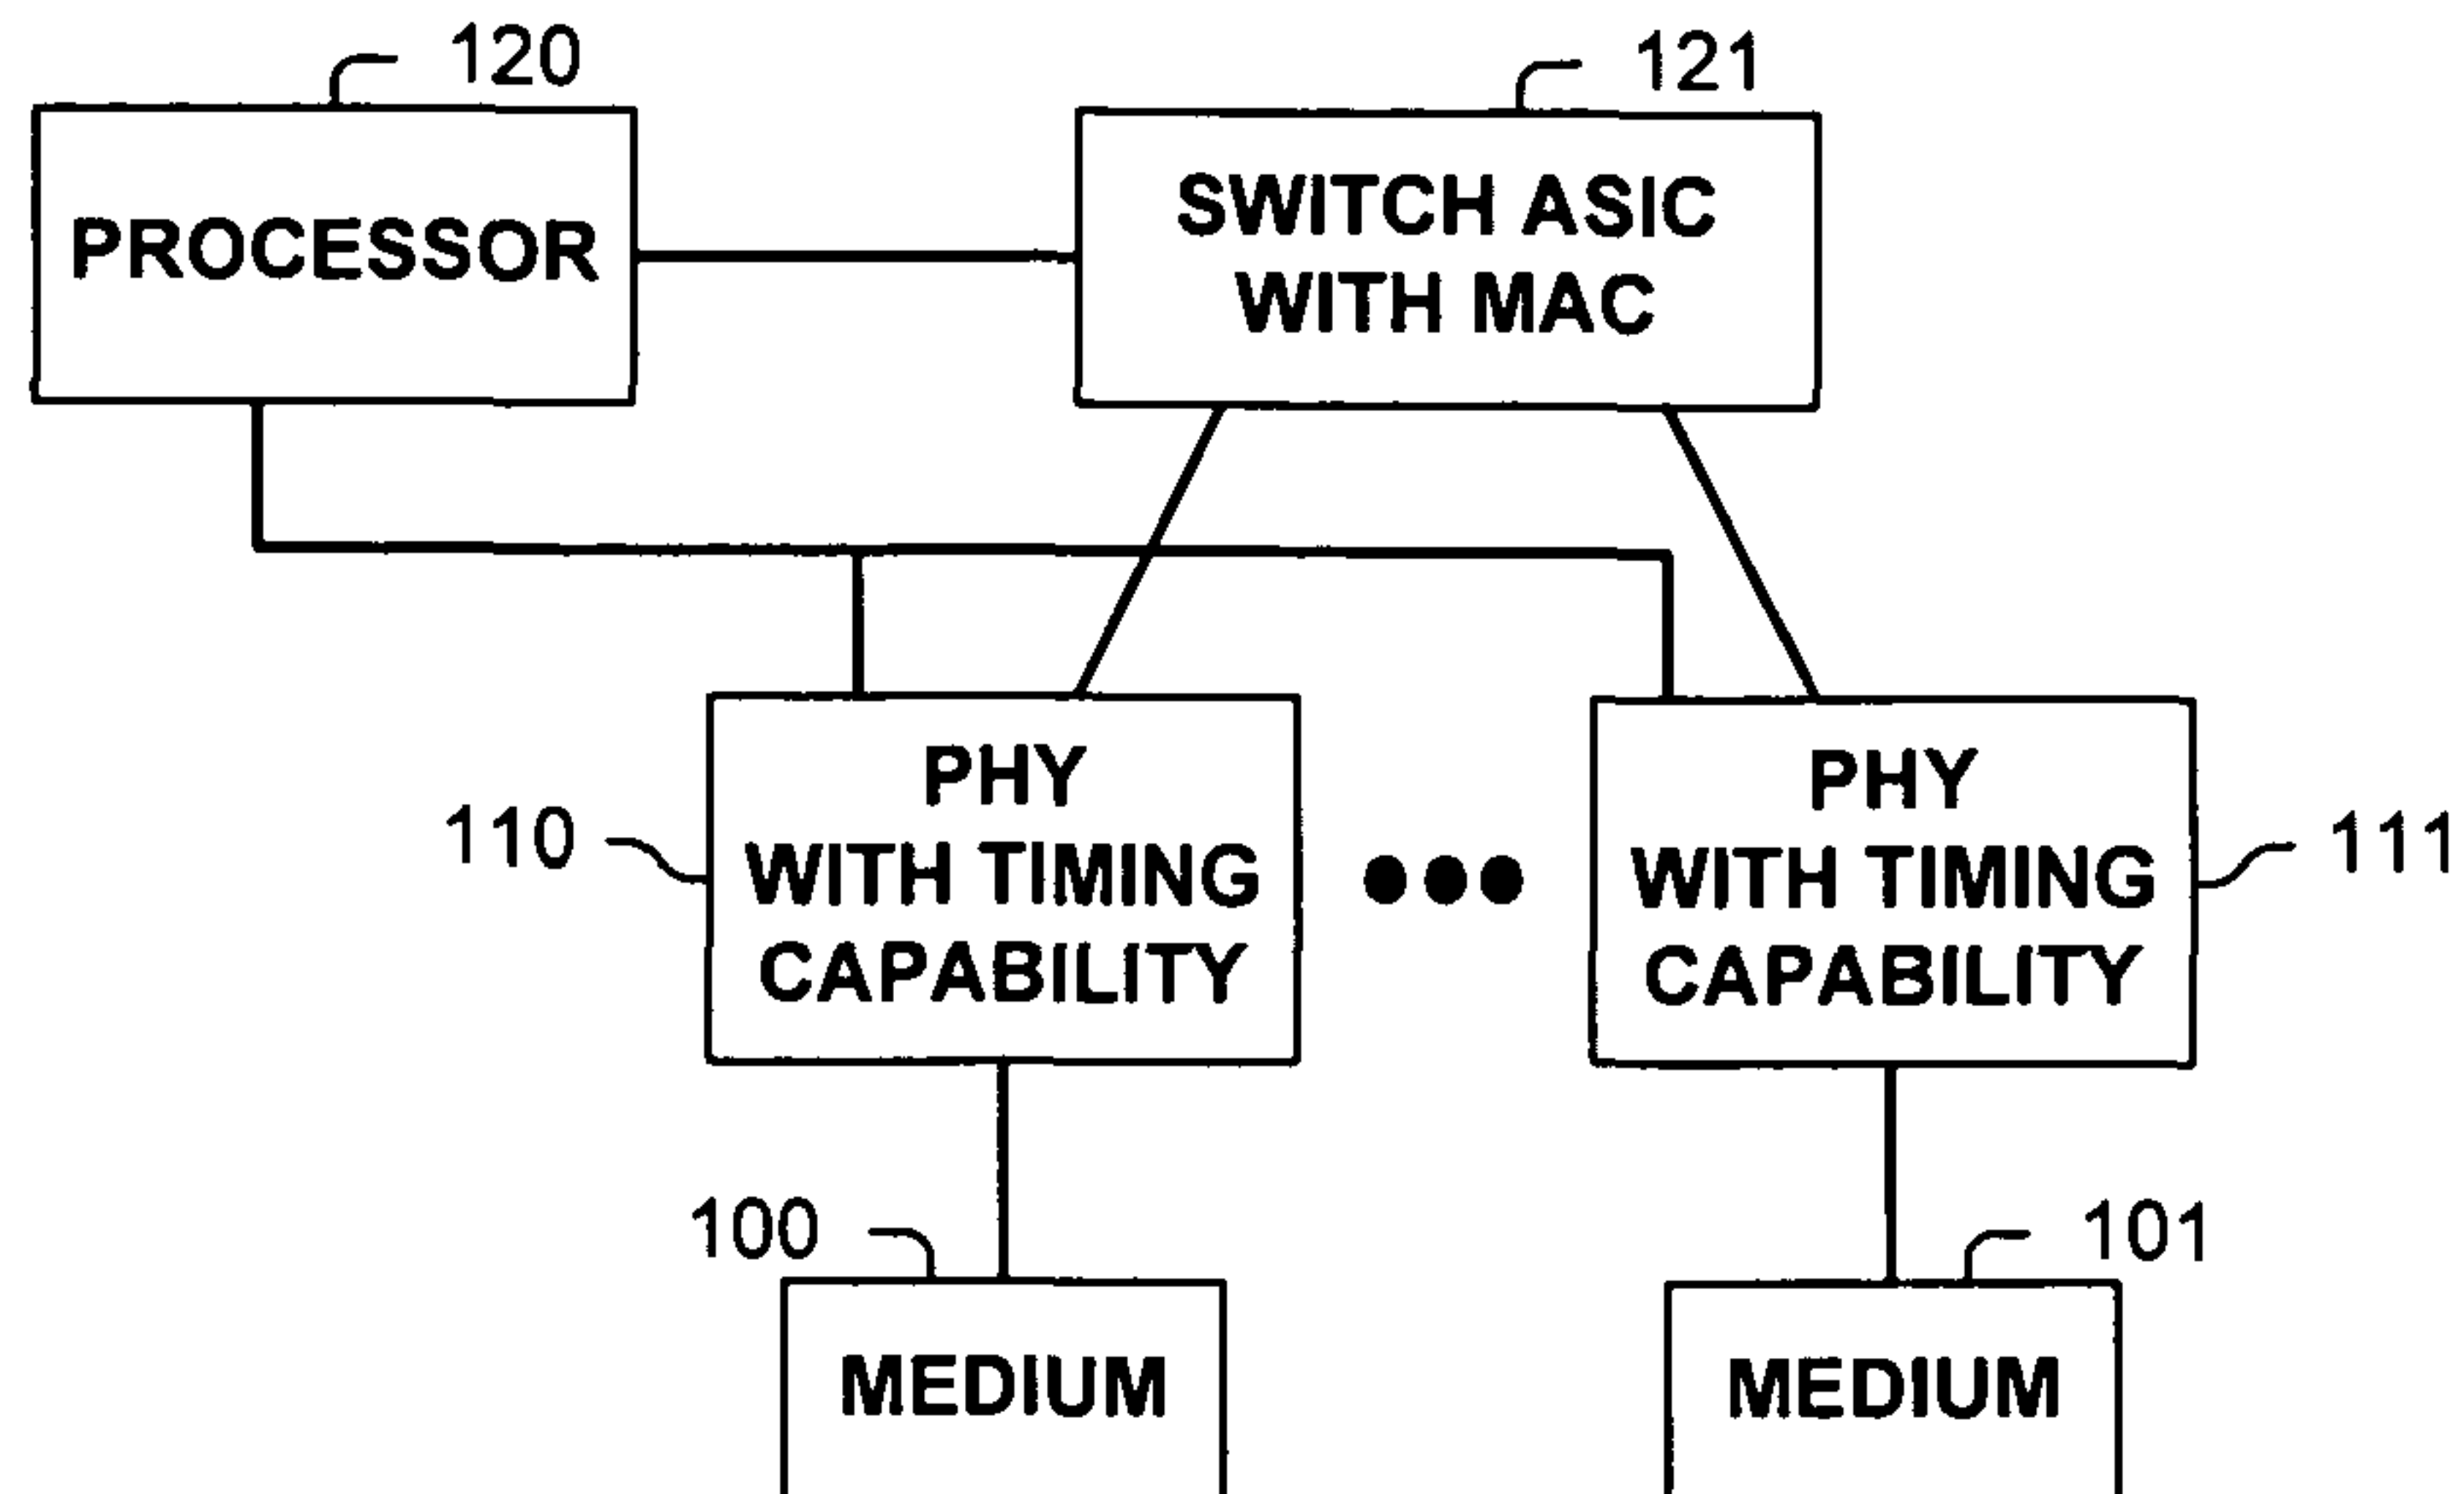 120
121
PROCESSOR
SWITCH ASIC
WITH MAC
110
PHY
WITH TIMING
CAPABILITY
PHY
WITH TIMING
CAPABILITY
111
100
101
MEDIUM
MEDIUM